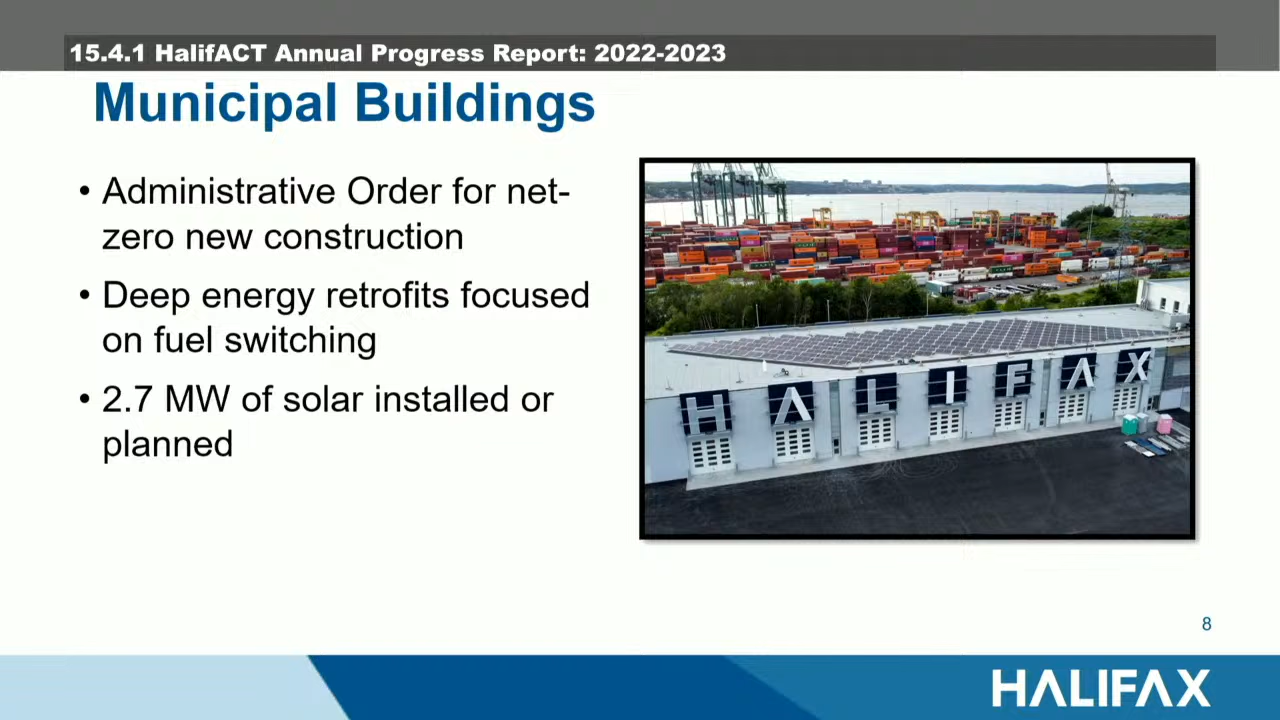 15.4.1 HalifACT Annual Progress Report: 2022-2023
Municipal Buildings
• Administrative Order for net-
zero new construction
• Deep energy retrofits focused
on fuel switching
• 2.7 MW of solar installed or
planned
HALIFAX
8
HALIFAX